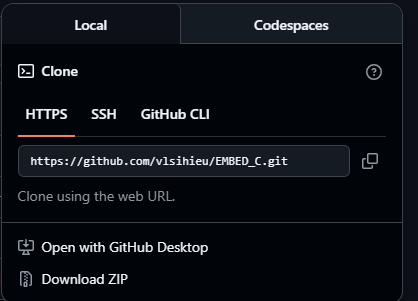 Local Codespaces
Clone
HTTPS SSH GitHub CLI
https://github.com/vlsihieu/EMBED_C.git
Clone using the web URL.
Open with GitHub Desktop
Download ZIP